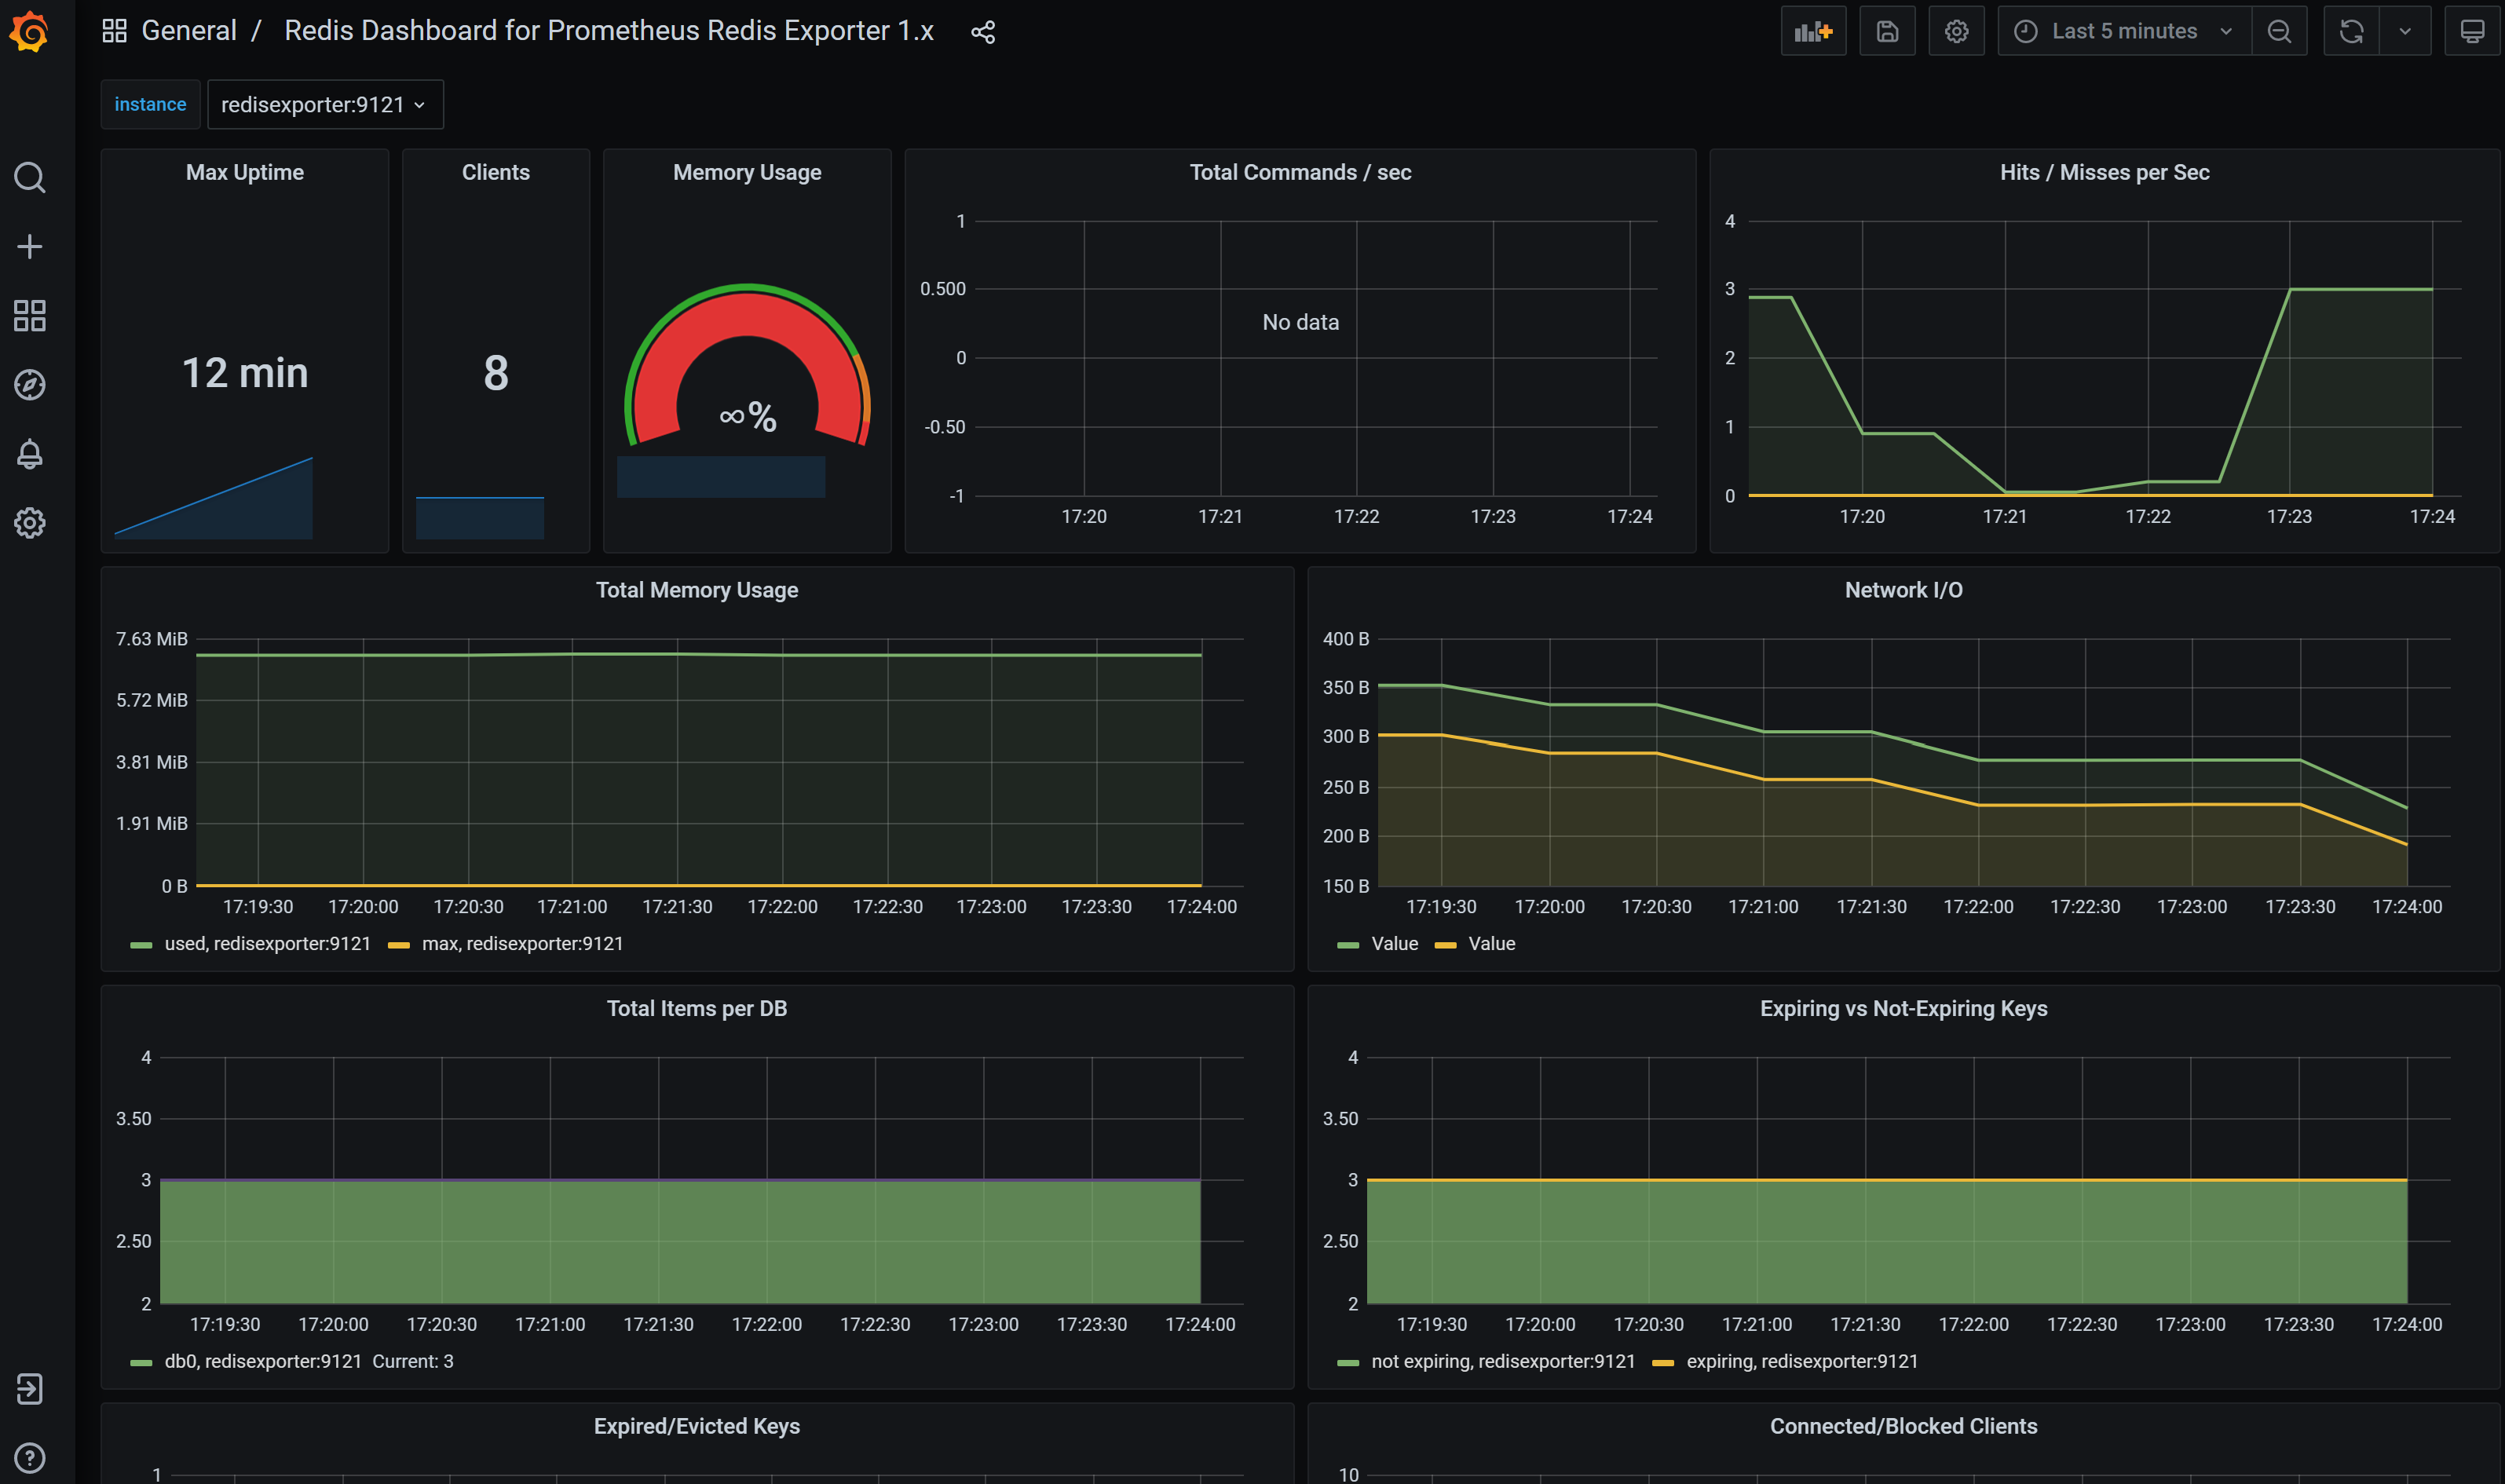 General / Redis Dashboard for Prometheus Redis Exporter 1.x
Last 5 minutes
instance redisexporter:9121
Max Uptime
12 min
Clients
8
Memory Usage
∞%
Total Commands / sec
1
0.500
0
-0.50
-1
No data
17:20 17:21 17:22 17:23 17:24
Hits / Misses per Sec
4
3
2
1
0
17:20 17:21 17:22 17:23 17:24
Total Memory Usage
7.63 MiB
5.72 MiB
3.81 MiB
1.91 MiB
0 B
17:19:30 17:20:00 17:20:30 17:21:00 17:21:30 17:22:00 17:22:30 17:23:00 17:23:30 17:24:00
used, redisexporter:9121 max, redisexporter:9121
Network I/O
400 B
350 B
300 B
250 B
200 B
150 B
17:19:30 17:20:00 17:20:30 17:21:00 17:21:30 17:22:00 17:22:30 17:23:00 17:23:30 17:24:00
Value Value
Total Items per DB
4
3.50
3
2.50
2
17:19:30 17:20:00 17:20:30 17:21:00 17:21:30 17:22:00 17:22:30 17:23:00 17:23:30 17:24:00
db0, redisexporter:9121 Current: 3
Expiring vs Not-Expiring Keys
4
3.50
3
2.50
2
17:19:30 17:20:00 17:20:30 17:21:00 17:21:30 17:22:00 17:22:30 17:23:00 17:23:30 17:24:00
not expiring, redisexporter:9121 expiring, redisexporter:9121
Expired/Evicted Keys
1
Connected/Blocked Clients
10